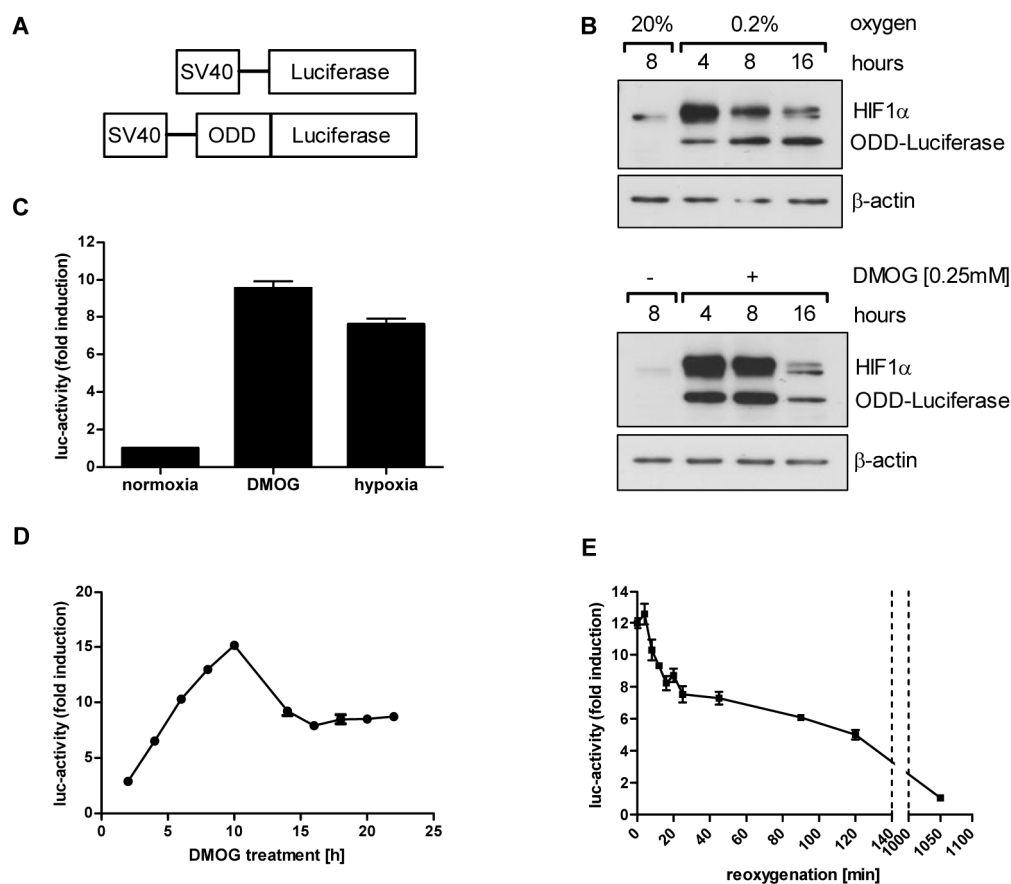 A
SV40 Luciferase
SV40 ODD Luciferase
B
20% 0.2% oxygen
8 4 8 16 hours
HIF1α
ODD-Luciferase
β-actin
- + DMOG [0.25mM]
8 4 8 16 hours
HIF1α
ODD-Luciferase
β-actin
C
luc-activity (fold induction)
12
10
8
6
4
2
0
normoxia DMOG hypoxia
D
luc-activity (fold induction)
20
15
10
5
0
0 5 10 15 20 25
DMOG treatment [h]
E
luc-activity (fold induction)
14
12
10
8
6
4
2
0
0 20 40 60 80 100 120 140 1000 1050 1100
reoxygenation [min]